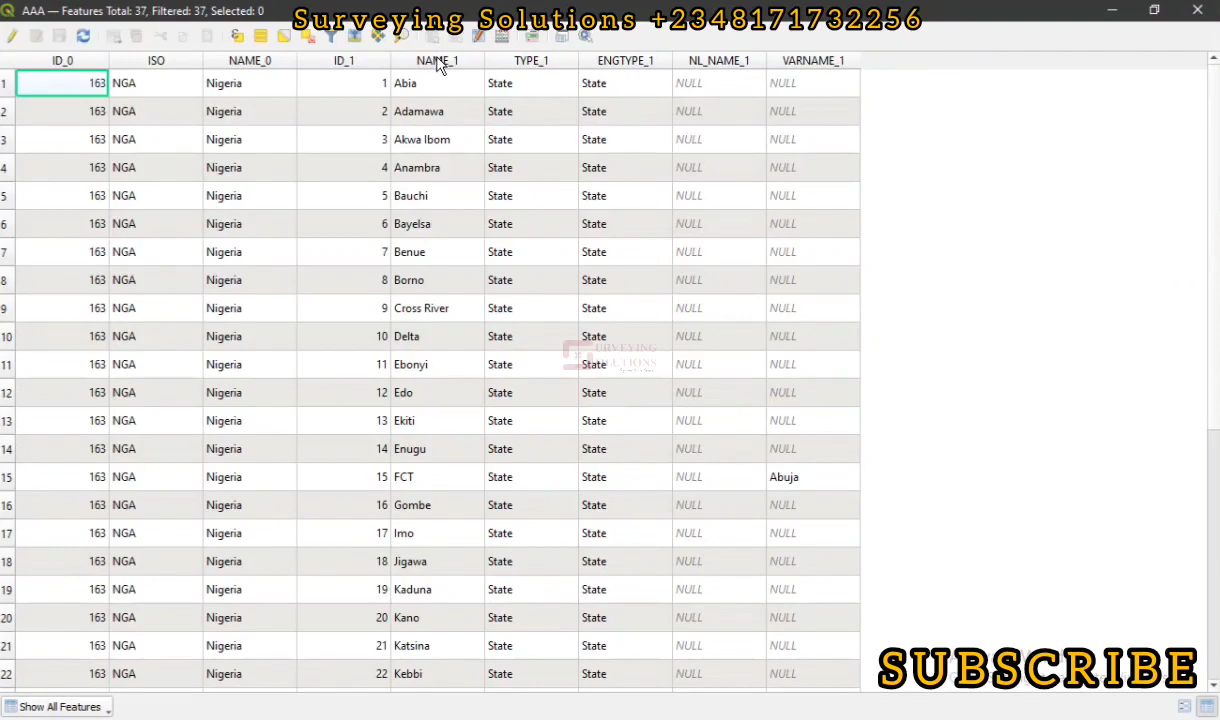 AAA — Features Total: 37, Filtered: 37, Selected: 0
Surveying Solutions +2348171732256
ID_0 ISO NAME_0 ID_1 NAME_1 TYPE_1 ENGTYPE_1 NL_NAME_1 VARNAME_1
1 163 NGA Nigeria 1 Abia State State NULL NULL
2 163 NGA Nigeria 2 Adamawa State State NULL NULL
3 163 NGA Nigeria 3 Akwa Ibom State State NULL NULL
4 163 NGA Nigeria 4 Anambra State State NULL NULL
5 163 NGA Nigeria 5 Bauchi State State NULL NULL
6 163 NGA Nigeria 6 Bayelsa State State NULL NULL
7 163 NGA Nigeria 7 Benue State State NULL NULL
8 163 NGA Nigeria 8 Borno State State NULL NULL
9 163 NGA Nigeria 9 Cross River State State NULL NULL
10 163 NGA Nigeria 10 Delta State State NULL NULL
URVEYING
11 163 NGA Nigeria 11 Ebonyi State State NULL NULL
SOLUTIONS
12 163 NGA Nigeria 12 Edo State State NULL NULL
13 163 NGA Nigeria 13 Ekiti State State NULL NULL
14 163 NGA Nigeria 14 Enugu State State NULL NULL
15 163 NGA Nigeria 15 FCT State State NULL Abuja
16 163 NGA Nigeria 16 Gombe State State NULL NULL
17 163 NGA Nigeria 17 Imo State State NULL NULL
18 163 NGA Nigeria 18 Jigawa State State NULL NULL
19 163 NGA Nigeria 19 Kaduna State State NULL NULL
20 163 NGA Nigeria 20 Kano State State NULL NULL
21 163 NGA Nigeria 21 Katsina State State NULL NULL
22 163 NGA Nigeria 22 Kebbi State State NULL NULL
SUBSCRIBE
Show All Features